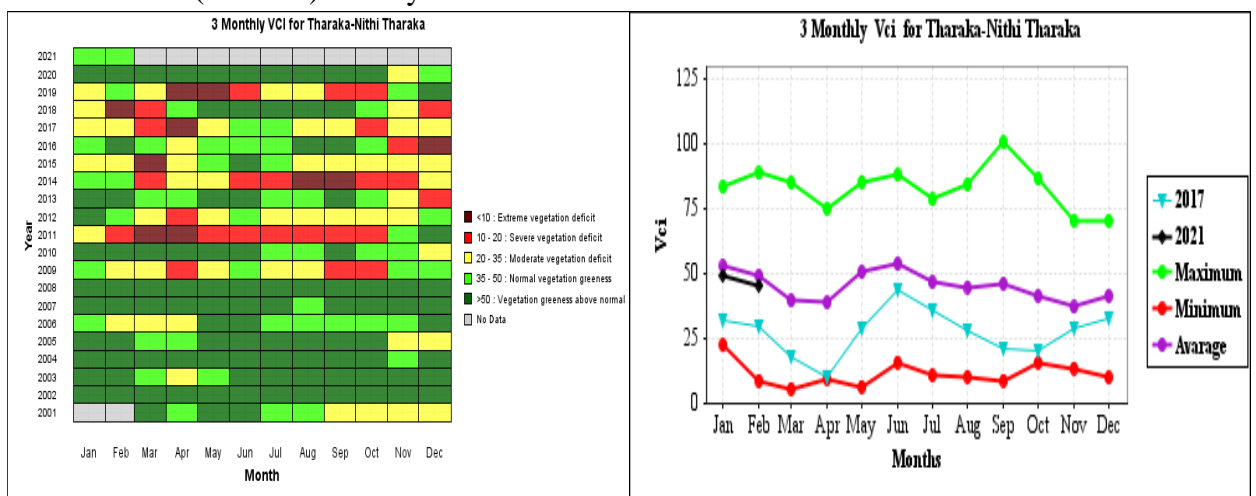 3 Monthly VCI for Tharaka-Nithi Tharaka
2021
2020
2019
2018
2017
2016
2015
2014
2013
2012
2011
2010
2009
2008
2007
2006
2005
2004
2003
2002
2001
Year
Jan Feb Mar Apr May Jun Jul Aug Sep Oct Nov Dec
Month
<10 : Extreme vegetation deficit
10 - 20 : Severe vegetation deficit
20 - 35 : Moderate vegetation deficit
35 - 50 : Normal vegetation greeness
>50 : Vegetation greeness above normal
No Data
3 Monthly Vci for Tharaka-Nithi Tharaka
125
100
75
50
25
0
Vci
Jan Feb Mar Apr May Jun Jul Aug Sep Oct Nov Dec
Months
2017
2021
Maximum
Minimum
Avarage